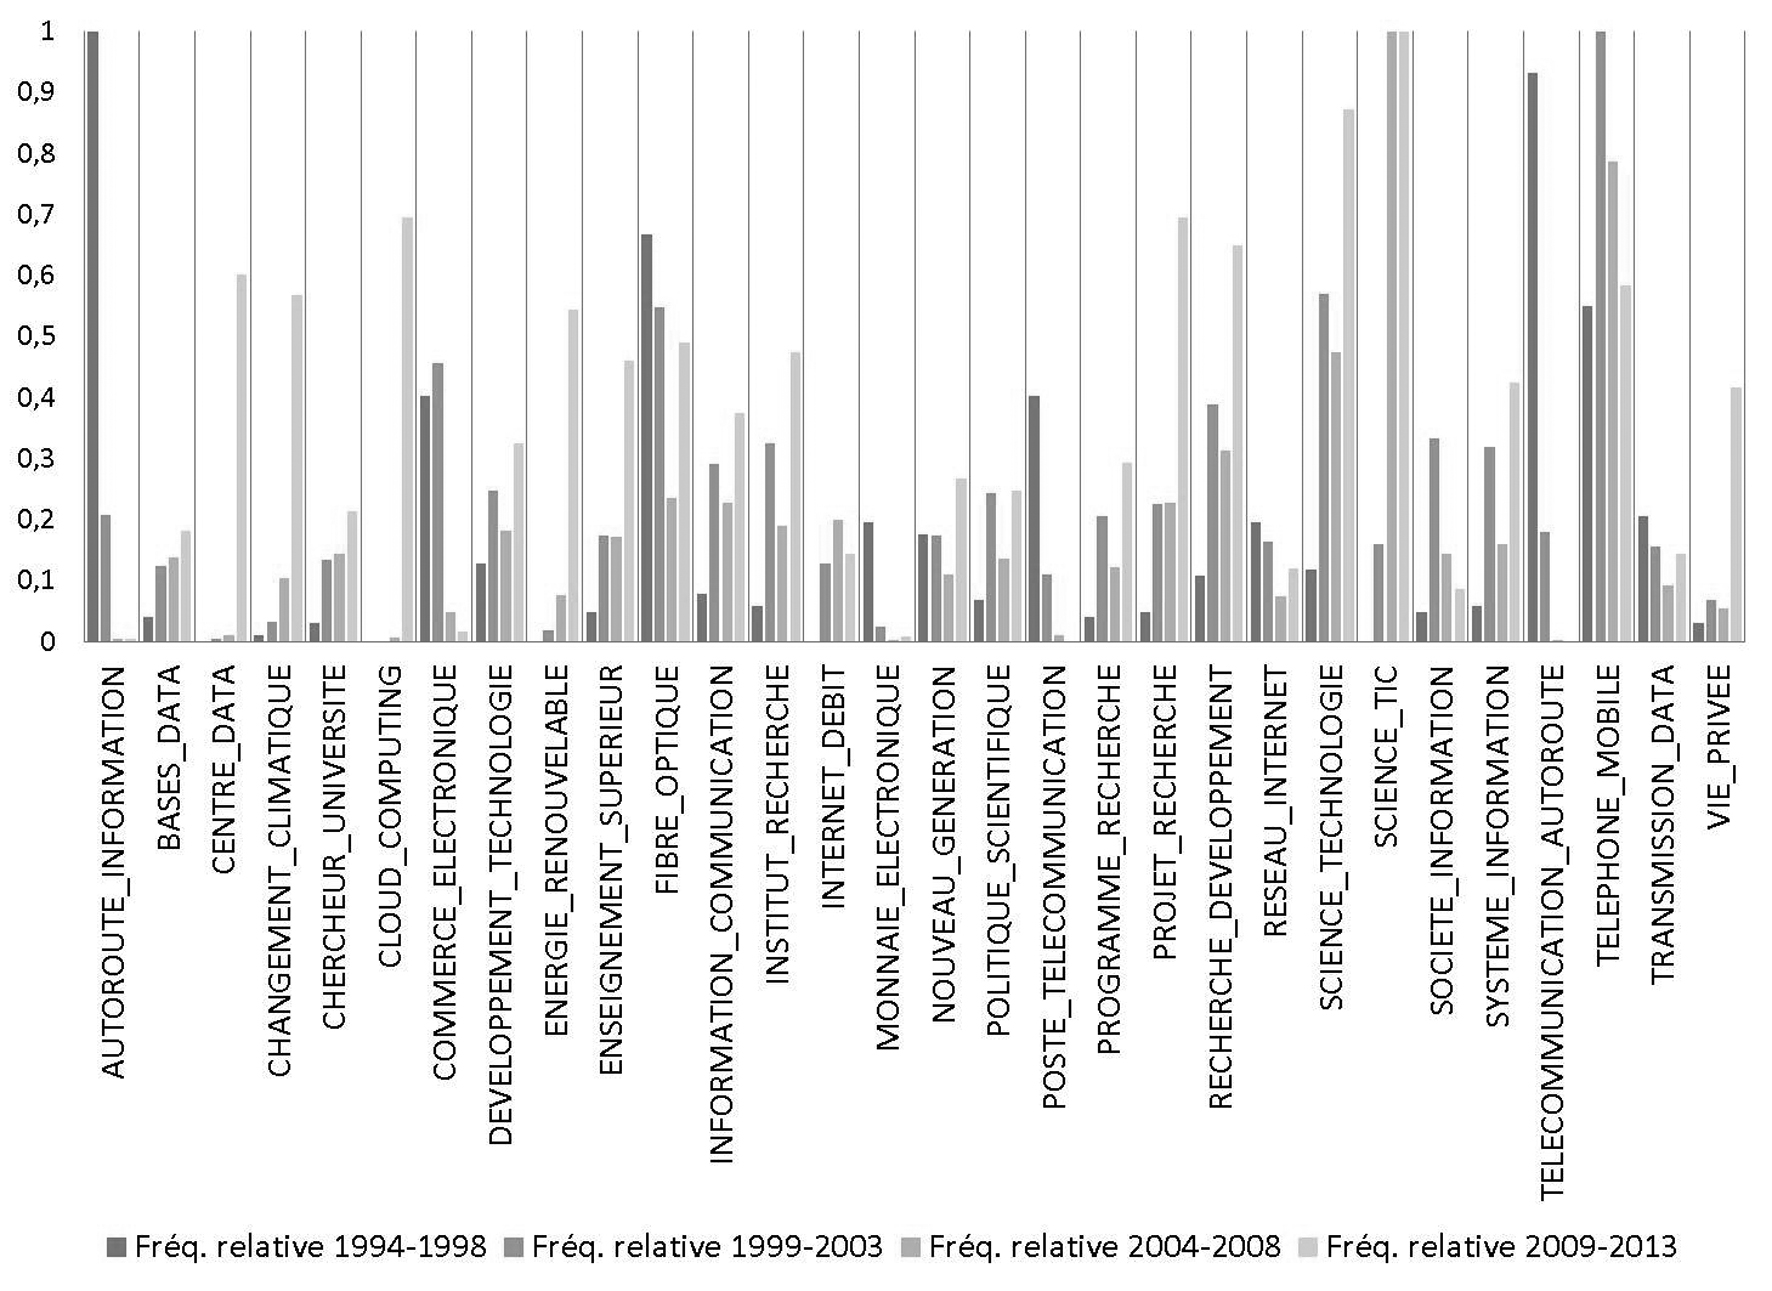 1
0,9
0,8
0,7
0,6
0,5
0,4
0,3
0,2
0,1
0
AUTOROUTE_INFORMATION
BASES_DATA
CENTRE_DATA
CHANGEMENT_CLIMATIQUE
CHERCHEUR_UNIVERSITE
CLOUD_COMPUTING
COMMERCE_ELECTRONIQUE
DEVELOPPEMENT_TECHNOLOGIE
ENERGIE_RENOUVELABLE
ENSEIGNEMENT_SUPERIEUR
FIBRE_OPTIQUE
INFORMATION_COMMUNICATION
INSTITUT_RECHERCHE
INTERNET_DEBIT
MONNAIE_ELECTRONIQUE
NOUVEAU_GENERATION
POLITIQUE_SCIENTIFIQUE
POSTE_TELECOMMUNICATION
PROGRAMME_RECHERCHE
PROJET_RECHERCHE
RECHERCHE_DEVELOPPEMENT
RESEAU_INTERNET
SCIENCE_TECHNOLOGIE
SCIENCE_TIC
SOCIETE_INFORMATION
SYSTEME_INFORMATION
TELECOMMUNICATION_AUTOROUTE
TELEPHONE_MOBILE
TRANSMISSION_DATA
VIE_PRIVEE
Fréq. relative 1994-1998 Fréq. relative 1999-2003 Fréq. relative 2004-2008 Fréq. relative 2009-2013